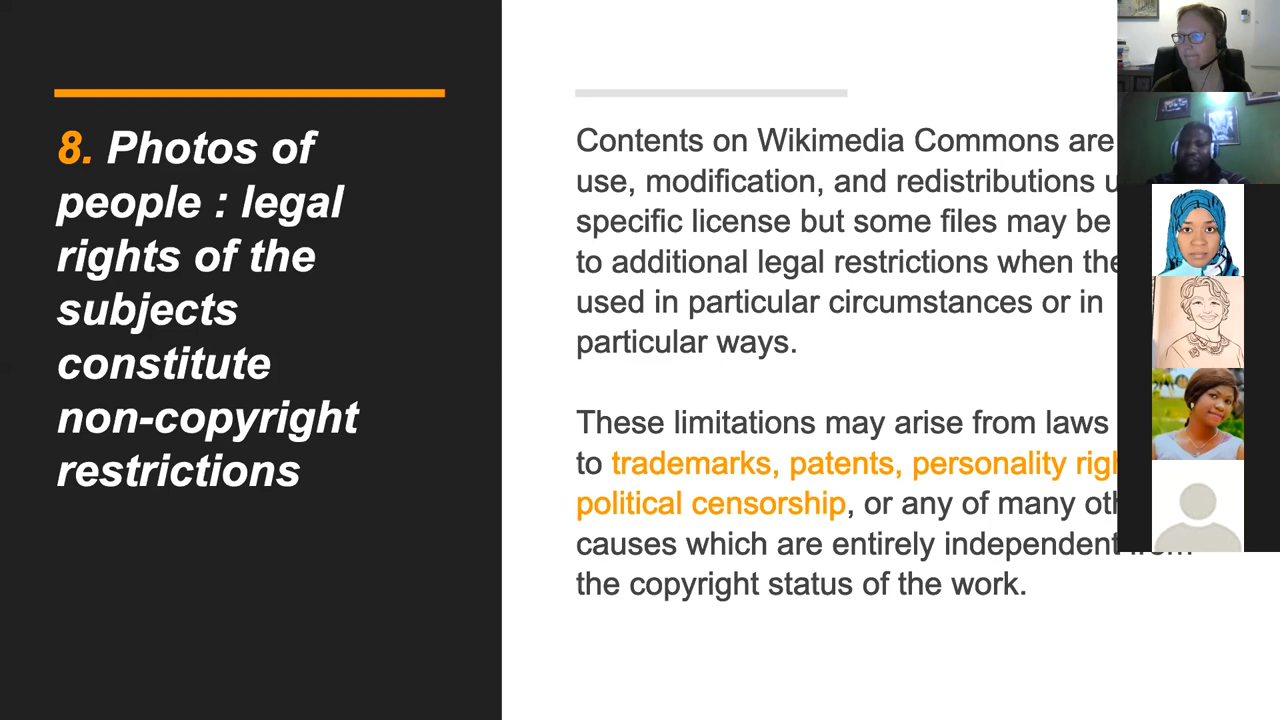 8. Photos of
people : legal
rights of the
subjects
constitute
non-copyright
restrictions
Contents on Wikimedia Commons are
use, modification, and redistributions
specific license but some files may be
to additional legal restrictions when
used in particular circumstances or in
particular ways.
These limitations may arise from laws
to trademarks, patents, personality
political censorship, or any of many
causes which are entirely independent
the copyright status of the work.